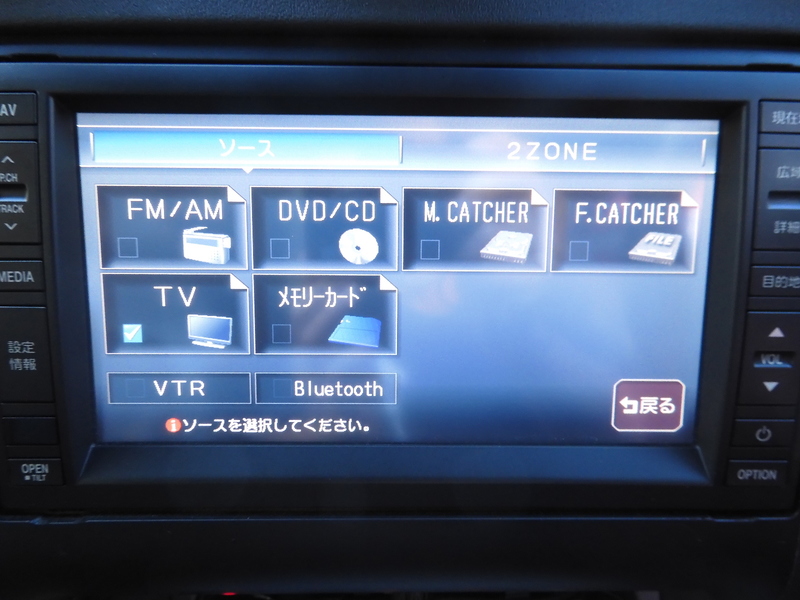 AV
P.CH
TRACK
MEDIA
設定
情報
OPEN
TILT
ソース
2ZONE
FM/AM
DVD/CD
M.CATCHER
F.CATCHER
FILE
TV
メモリーカード
VTR
Bluetooth
ソースを選択してください。
戻る
現在
広域
詳細
目的地
VOL
OPTION